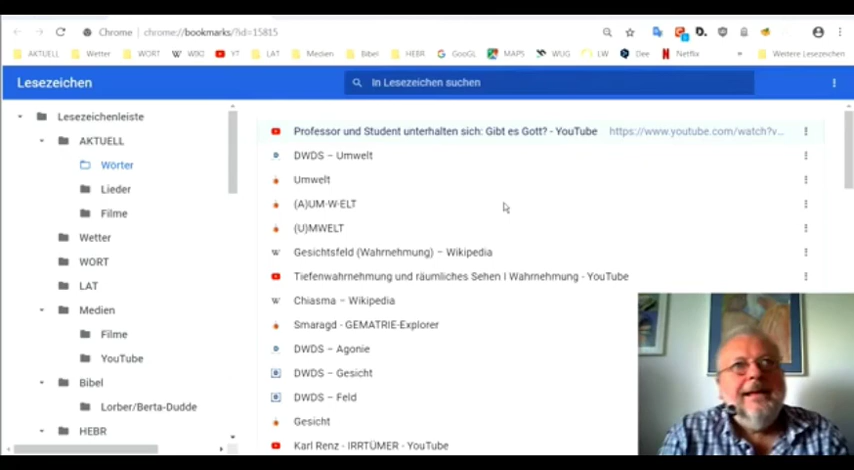 Chrome | chrome://bookmarks/?id=15815
AKTUELL Wetter WORT WIKI YT LAT Medien Bibel HEBR GooGL MAPS WUG LW Dee Netflix » Weitere Lesezeichen
Lesezeichen
In Lesezeichen suchen
Lesezeichenleiste
AKTUELL
Wörter
Lieder
Filme
Wetter
WORT
LAT
Medien
Filme
YouTube
Bibel
Lorber/Berta-Dudde
HEBR
Professor und Student unterhalten sich: Gibt es Gott? - YouTube https://www.youtube.com/watch?v...
DWDS – Umwelt
Umwelt
(A)UM-W-ELT
(U)MWELT
Gesichtsfeld (Wahrnehmung) – Wikipedia
Tiefenwahrnehmung und räumliches Sehen I Wahrnehmung - YouTube
Chiasma – Wikipedia
Smaragd - GEMATRIE-Explorer
DWDS – Agonie
DWDS – Gesicht
DWDS – Feld
Gesicht
Karl Renz - IRRTÜMER - YouTube